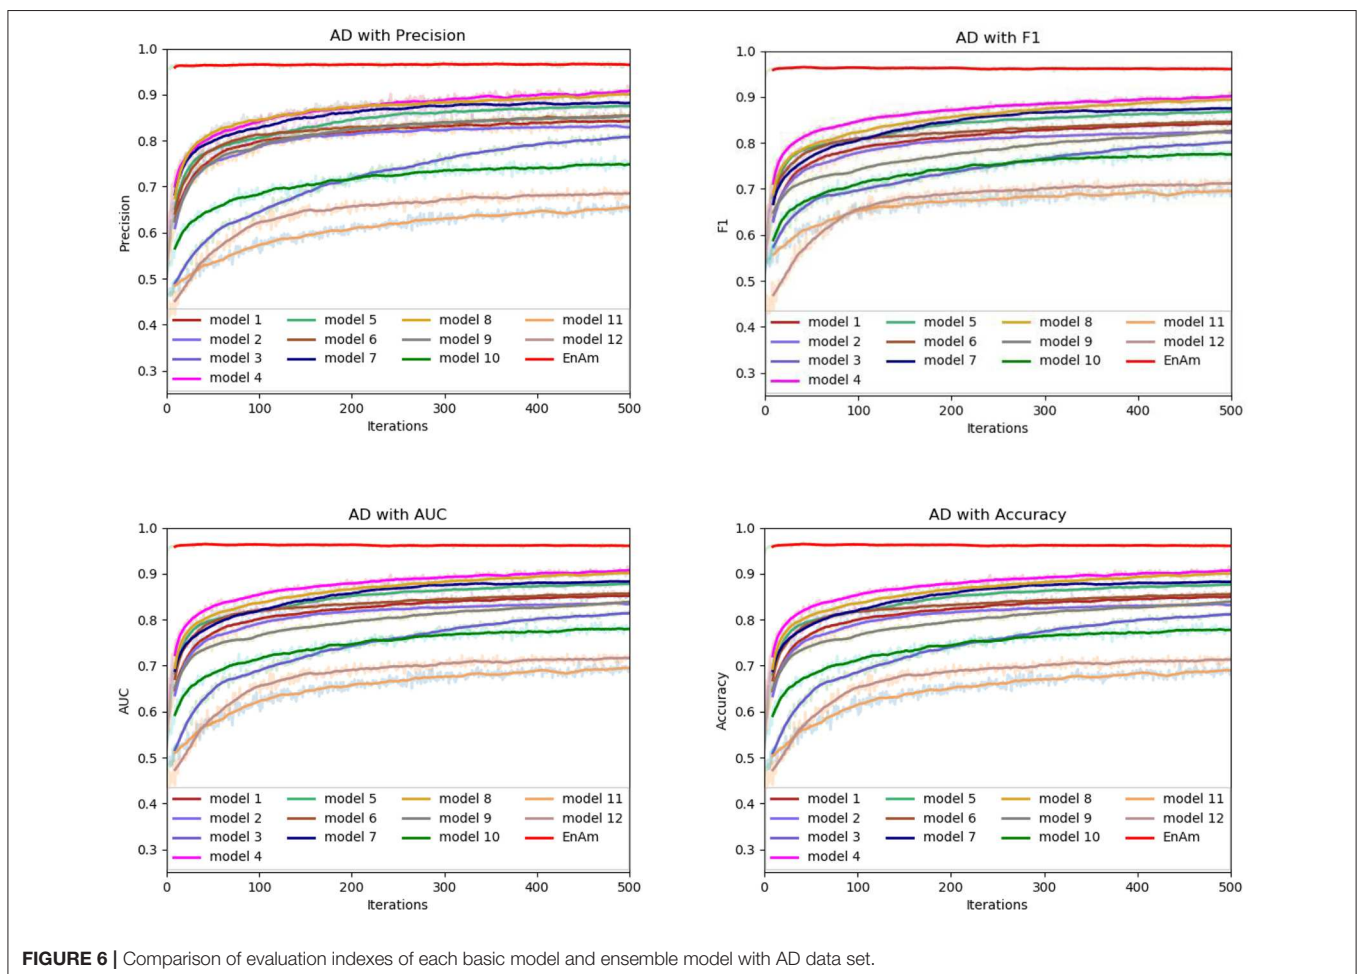 AD with Precision
1.0
0.9
0.8
0.7
0.6
0.5
0.4
0.3
Precision
model 1 model 5 model 8 model 11
model 2 model 6 model 9 model 12
model 3 model 7 model 10 EnAm
model 4
0 100 200 300 400 500
Iterations
AD with F1
1.0
0.9
0.8
0.7
0.6
0.5
0.4
0.3
F1
model 1 model 5 model 8 model 11
model 2 model 6 model 9 model 12
model 3 model 7 model 10 EnAm
model 4
0 100 200 300 400 500
Iterations
AD with AUC
1.0
0.9
0.8
0.7
0.6
0.5
0.4
0.3
AUC
model 1 model 5 model 8 model 11
model 2 model 6 model 9 model 12
model 3 model 7 model 10 EnAm
model 4
0 100 200 300 400 500
Iterations
AD with Accuracy
1.0
0.9
0.8
0.7
0.6
0.5
0.4
0.3
Accuracy
model 1 model 5 model 8 model 11
model 2 model 6 model 9 model 12
model 3 model 7 model 10 EnAm
model 4
0 100 200 300 400 500
Iterations
FIGURE 6 | Comparison of evaluation indexes of each basic model and ensemble model with AD data set.